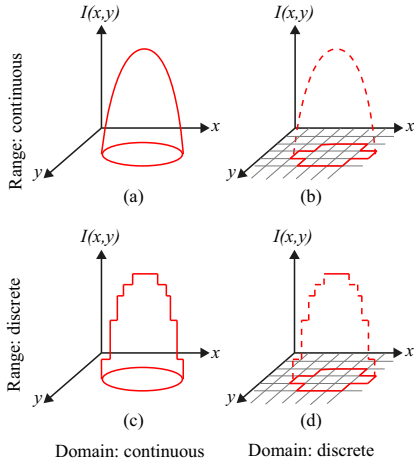 I(x,y)
I(x,y)
Range: continuous
x
x
y
y
(a)
(b)
I(x,y)
I(x,y)
Range: discrete
x
x
y
y
(c)
(d)
Domain: continuous
Domain: discrete